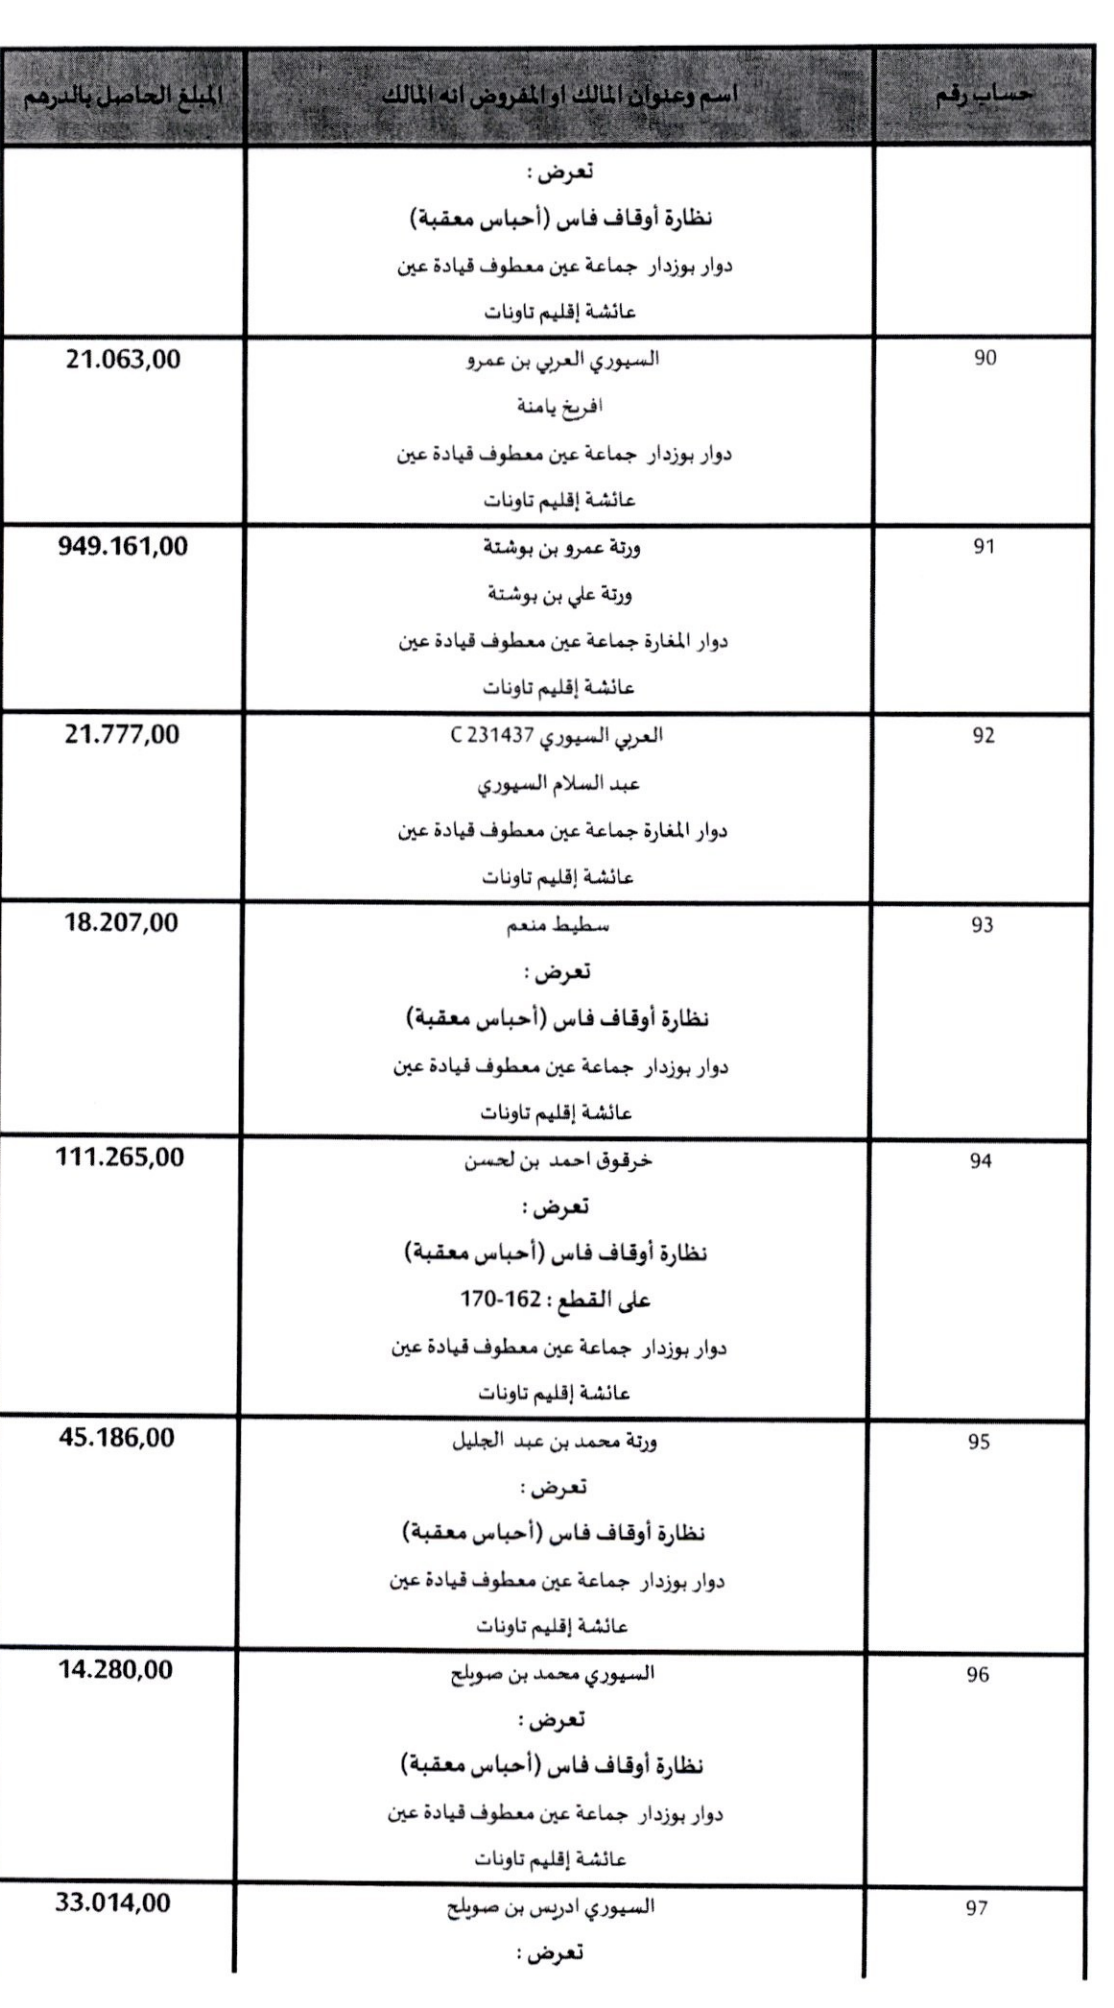 حساب رقم
اسم وعنوان المالك او المفروض انه المالك
المبلغ الحاصل بالدرهم
تعرض :
نظارة أوقاف فاس (أحباس معقبة)
دوار بوزدار جماعة عين معطوف قيادة عين
عائشة إقليم تاونات
90
السيوري العربي بن عمرو
21.063,00
افريخ يامنة
دوار بوزدار جماعة عين معطوف قيادة عين
عائشة إقليم تاونات
91
ورتة عمرو بن بوشتة
949.161,00
ورتة علي بن بوشتة
دوار المغارة جماعة عين معطوف قيادة عين
عائشة إقليم تاونات
92
العربي السيوري C 231437
21.777,00
عبد السلام السيوري
دوار المغارة جماعة عين معطوف قيادة عين
عائشة إقليم تاونات
93
سطيط منعم
18.207,00
تعرض :
نظارة أوقاف فاس (أحباس معقبة)
دوار بوزدار جماعة عين معطوف قيادة عين
عائشة إقليم تاونات
94
خرقوق احمد بن لحسن
111.265,00
تعرض :
نظارة أوقاف فاس (أحباس معقبة)
على القطع : 162-170
دوار بوزدار جماعة عين معطوف قيادة عين
عائشة إقليم تاونات
95
ورتة محمد بن عبد الجليل
45.186,00
تعرض :
نظارة أوقاف فاس (أحباس معقبة)
دوار بوزدار جماعة عين معطوف قيادة عين
عائشة إقليم تاونات
96
السيوري محمد بن صويلح
14.280,00
تعرض :
نظارة أوقاف فاس (أحباس معقبة)
دوار بوزدار جماعة عين معطوف قيادة عين
عائشة إقليم تاونات
97
السيوري ادريس بن صويلح
33.014,00
تعرض :